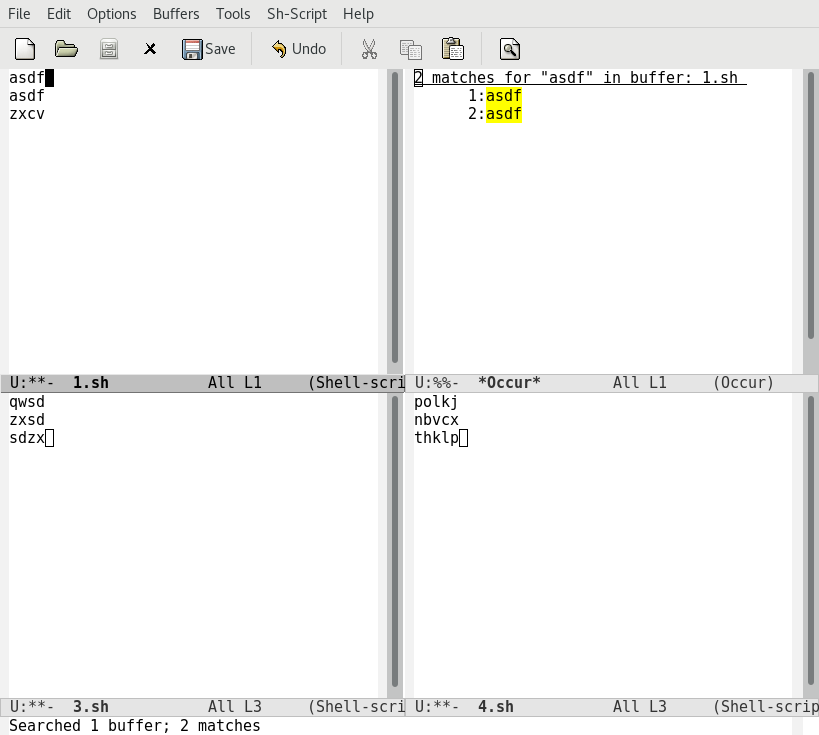 File Edit Options Buffers Tools Sh-Script Help
Save Undo
asdf
asdf
zxcv
2 matches for "asdf" in buffer: 1.sh
1:asdf
2:asdf
U:**- 1.sh All L1 (Shell-scri
U:%%- *Occur* All L1 (Occur)
qwsd
zxsd
sdzx
polkj
nbvcx
thklp
U:**- 3.sh All L3 (Shell-scri
U:**- 4.sh All L3 (Shell-scrip
Searched 1 buffer; 2 matches